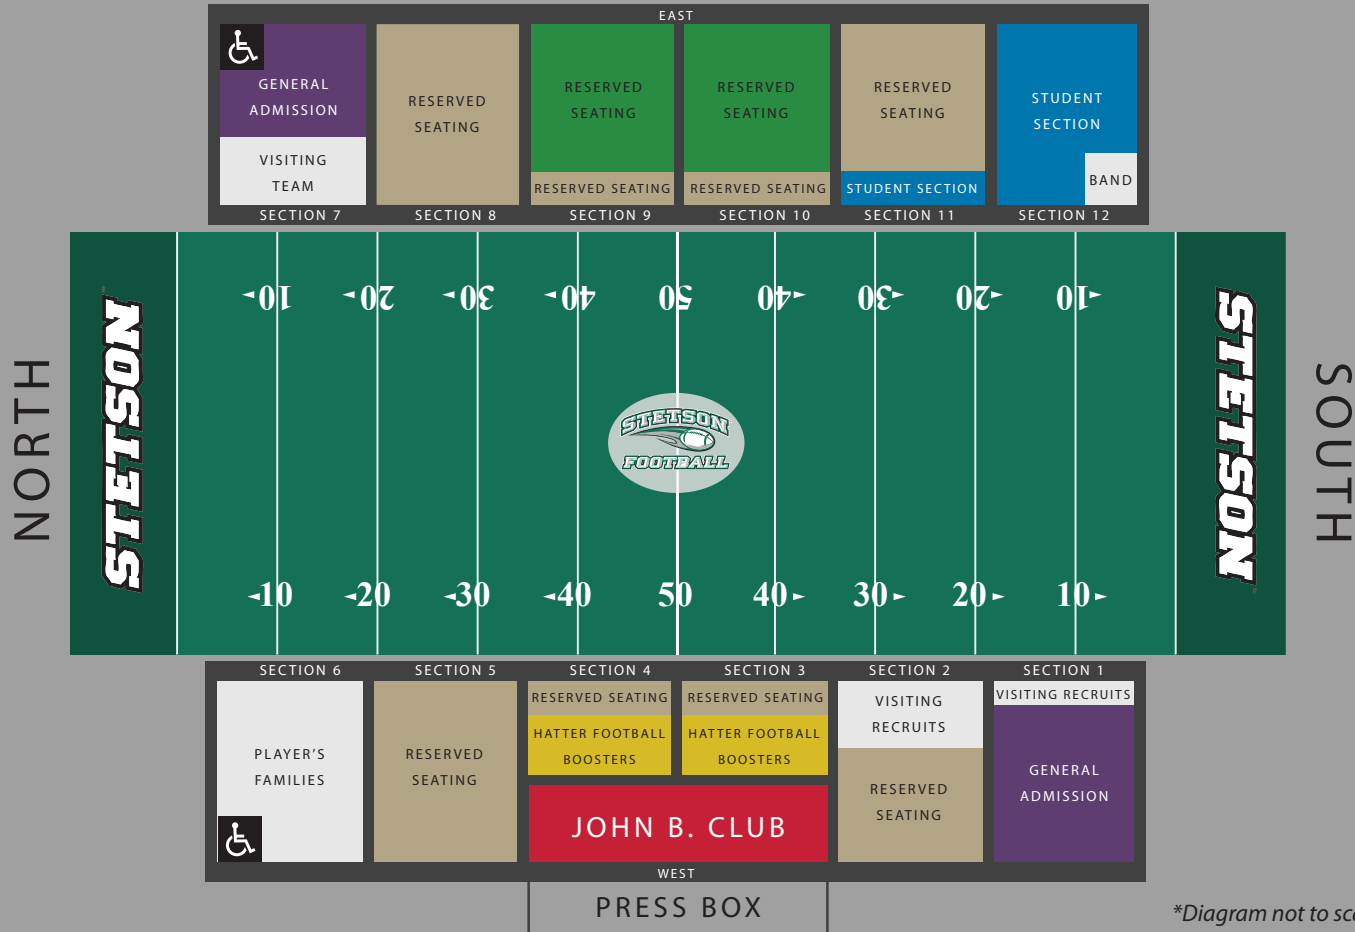 EAST
GENERAL
ADMISSION
VISITING
TEAM
RESERVED
SEATING
RESERVED
SEATING
RESERVED SEATING
RESERVED
SEATING
RESERVED SEATING
RESERVED
SEATING
STUDENT SECTION
STUDENT
SECTION
BAND
SECTION 7
SECTION 8
SECTION 9
SECTION 10
SECTION 11
SECTION 12
10 20 30 40 50 40 30 20 10
NORTH
STETSON
STETSON
FOOTBALL
STETSON
SOUTH
10 20 30 40 50 40 30 20 10
SECTION 6
SECTION 5
SECTION 4
SECTION 3
SECTION 2
SECTION 1
PLAYER'S
FAMILIES
RESERVED
SEATING
RESERVED SEATING
HATTER FOOTBALL
BOOSTERS
RESERVED SEATING
HATTER FOOTBALL
BOOSTERS
JOHN B. CLUB
VISITING
RECRUITS
RESERVED
SEATING
VISITING RECRUITS
GENERAL
ADMISSION
WEST
PRESS BOX
*Diagram not to